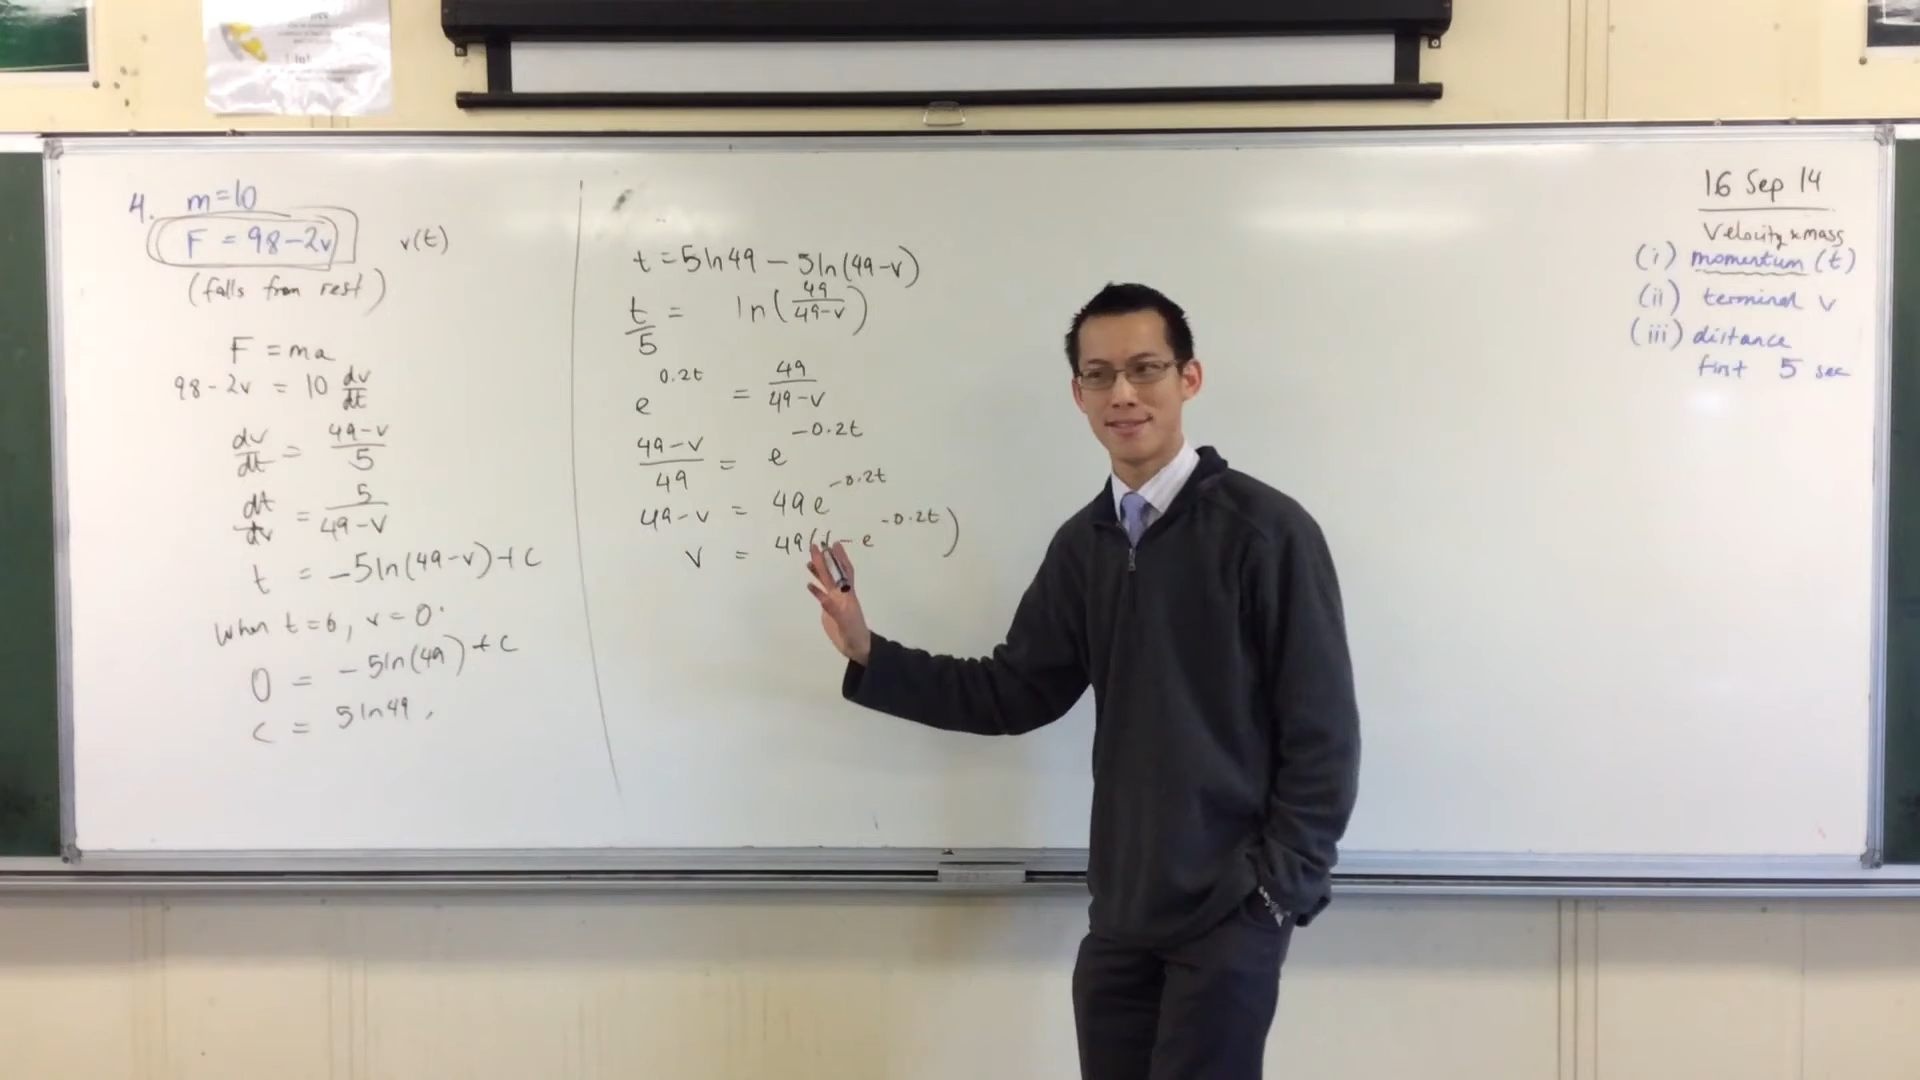 4. m=10
F = 98-2v
v(t)
(falls from rest)
F = ma
98-2v = 10 dv/dt
dv/dt = 49-v/5
dt/dv = 5/49-v
t = -5ln(49-v)+C
when t=0, v=0.
0 = -5ln(49)+C
C = 5ln49,
t = 5ln49 - 5ln(49-v)
t/5 = ln(49/49-v)
e^0.2t = 49/49-v
49-v/49 = e^-0.2t
49-v = 49e^-0.2t
v = 49(1-e^-0.2t)
16 Sep 14
Velocity x mass
(i) momentum (t)
(ii) terminal v
(iii) distance
first 5 sec